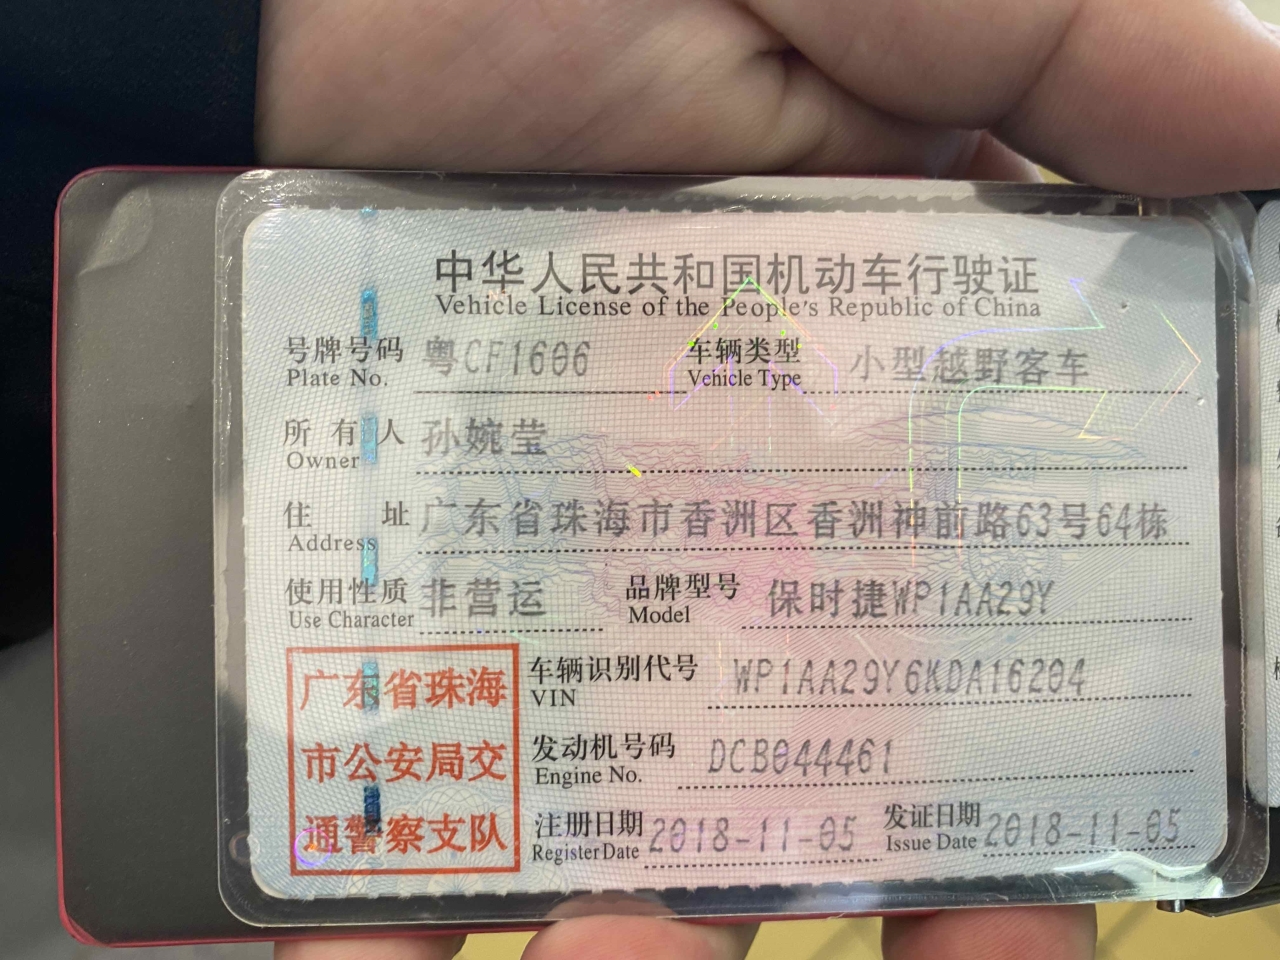 中华人民共和国机动车行驶证
Vehicle License of the People's Republic of China
号牌号码 粤CF1606 车辆类型 小型越野客车
Plate No. Vehicle Type
所有人 孙婉莹
Owner
住址 广东省珠海市香洲区香洲神前路63号64栋
Address
使用性质 非营运 品牌型号 保时捷WP1AA29Y
Use Character Model
广东省珠海
市公安局交
通警察支队
车辆识别代号 WP1AA29Y6KDA16204
VIN
发动机号码 DCB044461
Engine No.
注册日期 2018-11-05 发证日期 2018-11-05
Register Date Issue Date